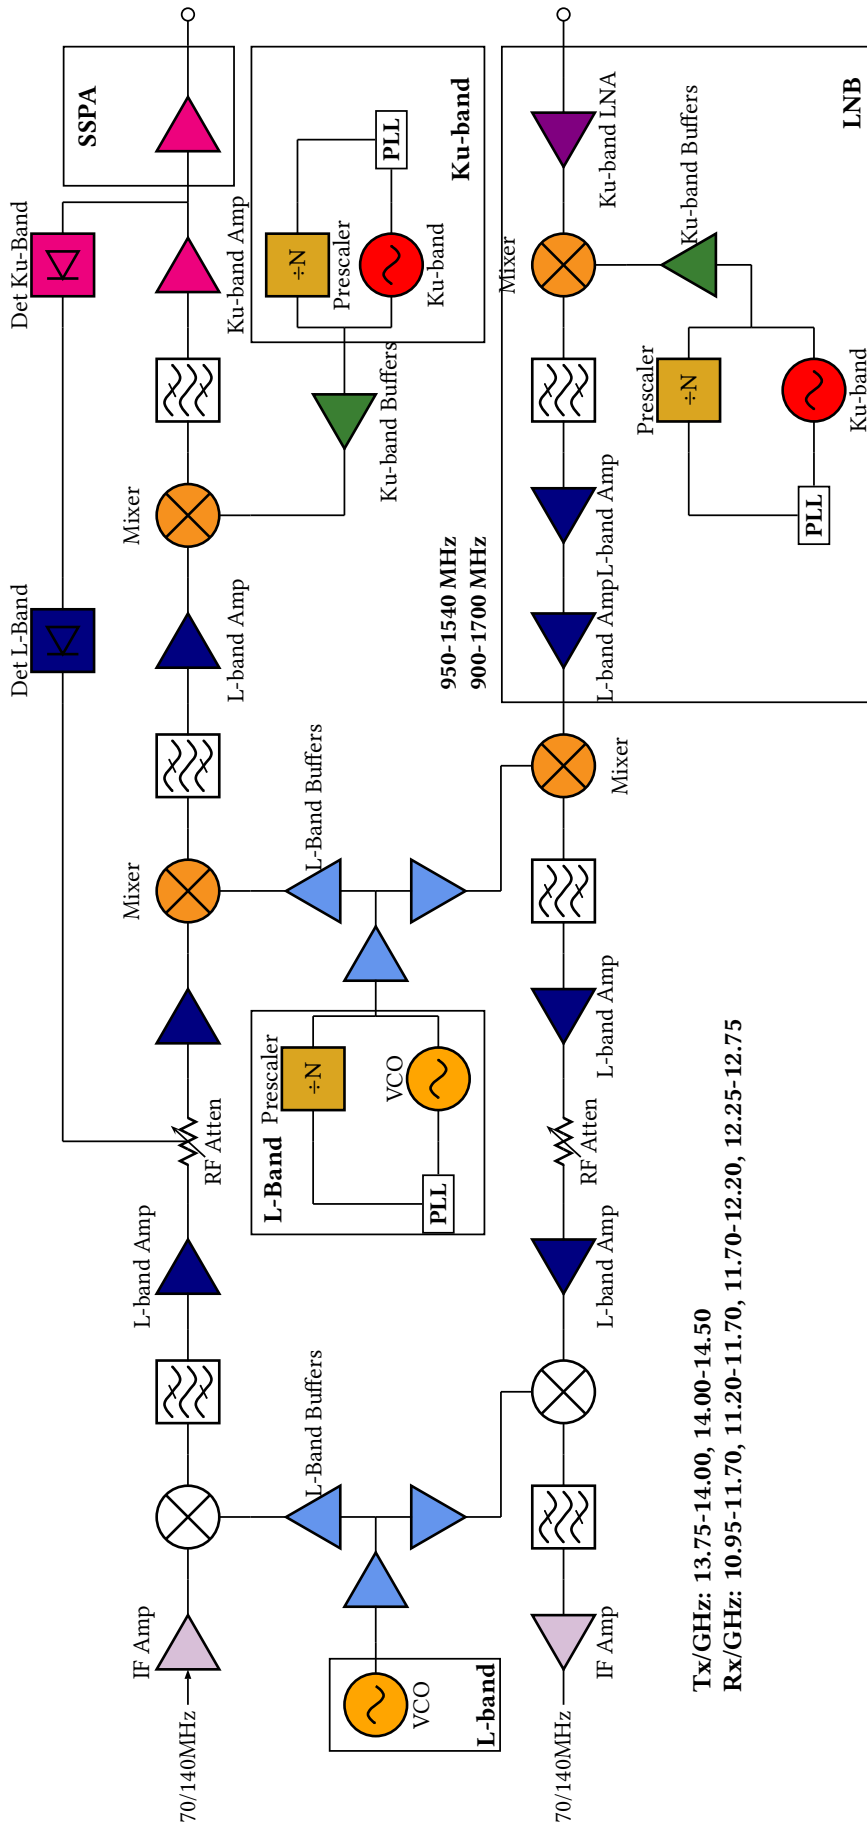 Det L-Band
Det Ku-Band
SSPA
70/140MHz
IF Amp
L-band Amp
RF Atten
Mixer
L-band Amp
Mixer
Ku-band Amp
L-Band Buffers
L-Band
Prescaler
÷N
VCO
PLL
L-Band Buffers
VCO
L-band
Ku-band Buffers
÷N
Prescaler
Ku-band
PLL
Ku-band
950-1540 MHz
900-1700 MHz
70/140MHz
IF Amp
L-band Amp
RF Atten
L-band Amp
Mixer
L-band Amp
L-band Amp
Mixer
Ku-band LNA
Ku-band Buffers
Prescaler
÷N
PLL
Ku-band
LNB
Tx/GHz: 13.75-14.00, 14.00-14.50
Rx/GHz: 10.95-11.70, 11.20-11.70, 11.70-12.20, 12.25-12.75